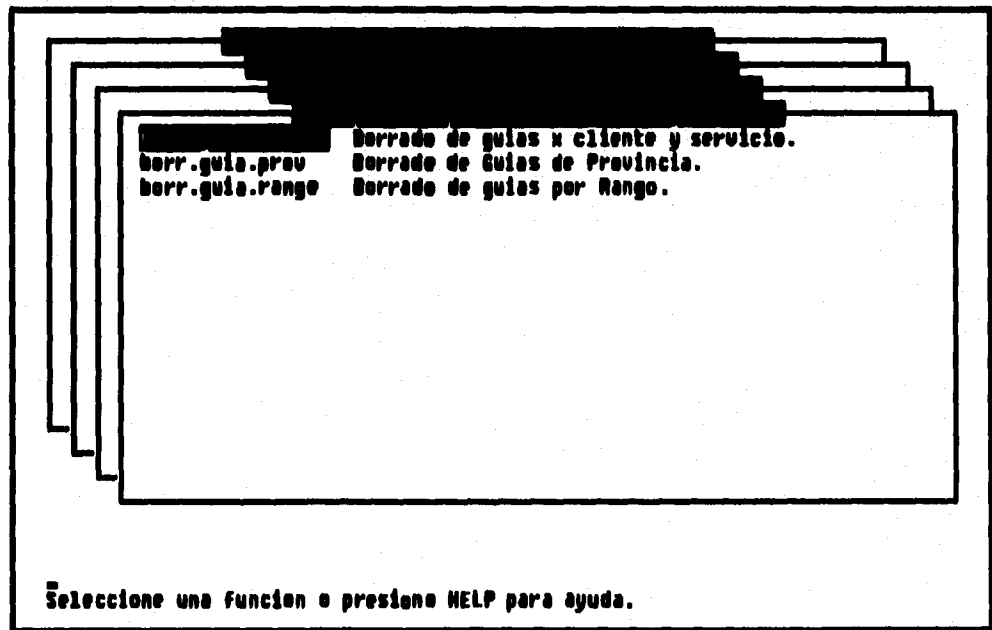 Borrado de guias x cliente y servicio.
borr.guia.prov Borrado de Guias de Provincia.
borr.guia.rango Borrado de guias por Rango.
Seleccione una funcion o presione HELP para ayuda.